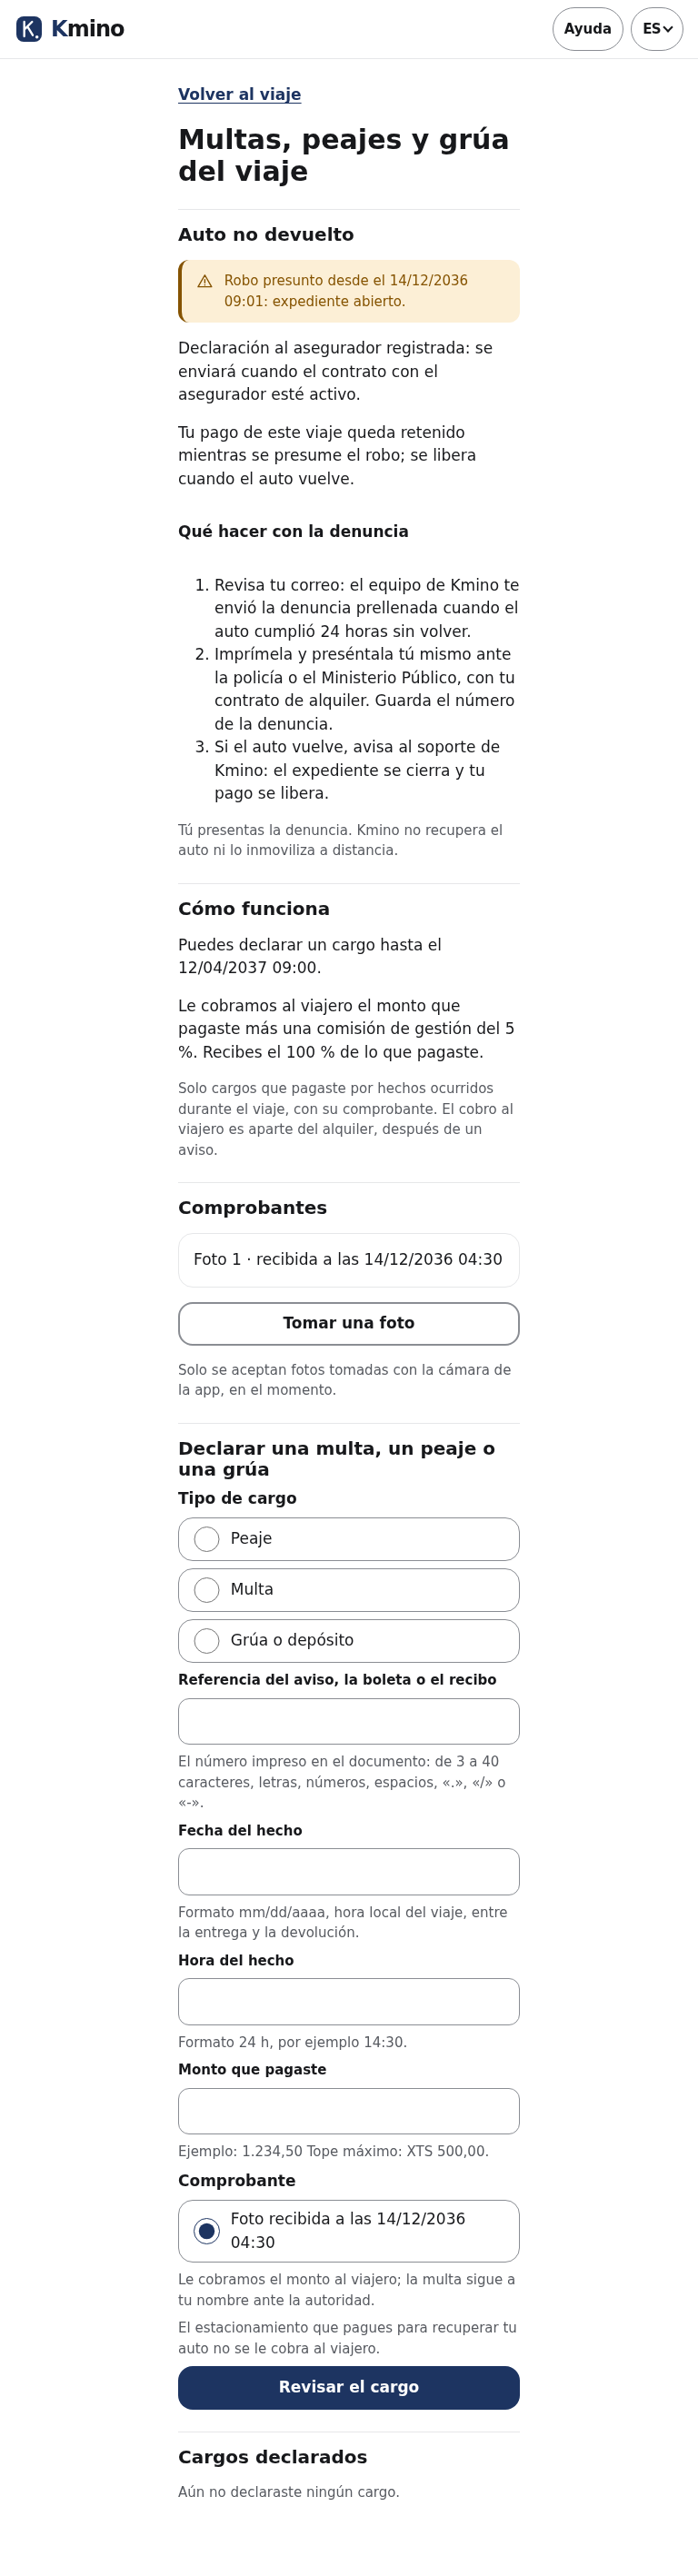 Kmino
Ayuda
ES
Volver al viaje
Multas, peajes y grúa
del viaje
Auto no devuelto
Robo presunto desde el 14/12/2036
09:01: expediente abierto.
Declaración al asegurador registrada: se
enviará cuando el contrato con el
asegurador esté activo.
Tu pago de este viaje queda retenido
mientras se presume el robo; se libera
cuando el auto vuelve.
Qué hacer con la denuncia
1. Revisa tu correo: el equipo de Kmino te
envió la denuncia prellenada cuando el
auto cumplió 24 horas sin volver.
2. Imprímela y preséntala tú mismo ante
la policía o el Ministerio Público, con tu
contrato de alquiler. Guarda el número
de la denuncia.
3. Si el auto vuelve, avisa al soporte de
Kmino: el expediente se cierra y tu
pago se libera.
Tú presentas la denuncia. Kmino no recupera el
auto ni lo inmoviliza a distancia.
Cómo funciona
Puedes declarar un cargo hasta el
12/04/2037 09:00.
Le cobramos al viajero el monto que
pagaste más una comisión de gestión del 5
%. Recibes el 100 % de lo que pagaste.
Solo cargos que pagaste por hechos ocurridos
durante el viaje, con su comprobante. El cobro al
viajero es aparte del alquiler, después de un
aviso.
Comprobantes
Foto 1 · recibida a las 14/12/2036 04:30
Tomar una foto
Solo se aceptan fotos tomadas con la cámara de
la app, en el momento.
Declarar una multa, un peaje o
una grúa
Tipo de cargo
Peaje
Multa
Grúa o depósito
Referencia del aviso, la boleta o el recibo
El número impreso en el documento: de 3 a 40
caracteres, letras, números, espacios, «.», «/» o
«-».
Fecha del hecho
Formato mm/dd/aaaa, hora local del viaje, entre
la entrega y la devolución.
Hora del hecho
Formato 24 h, por ejemplo 14:30.
Monto que pagaste
Ejemplo: 1.234,50 Tope máximo: XTS 500,00.
Comprobante
Foto recibida a las 14/12/2036
04:30
Le cobramos el monto al viajero; la multa sigue a
tu nombre ante la autoridad.
El estacionamiento que pagues para recuperar tu
auto no se le cobra al viajero.
Revisar el cargo
Cargos declarados
Aún no declaraste ningún cargo.